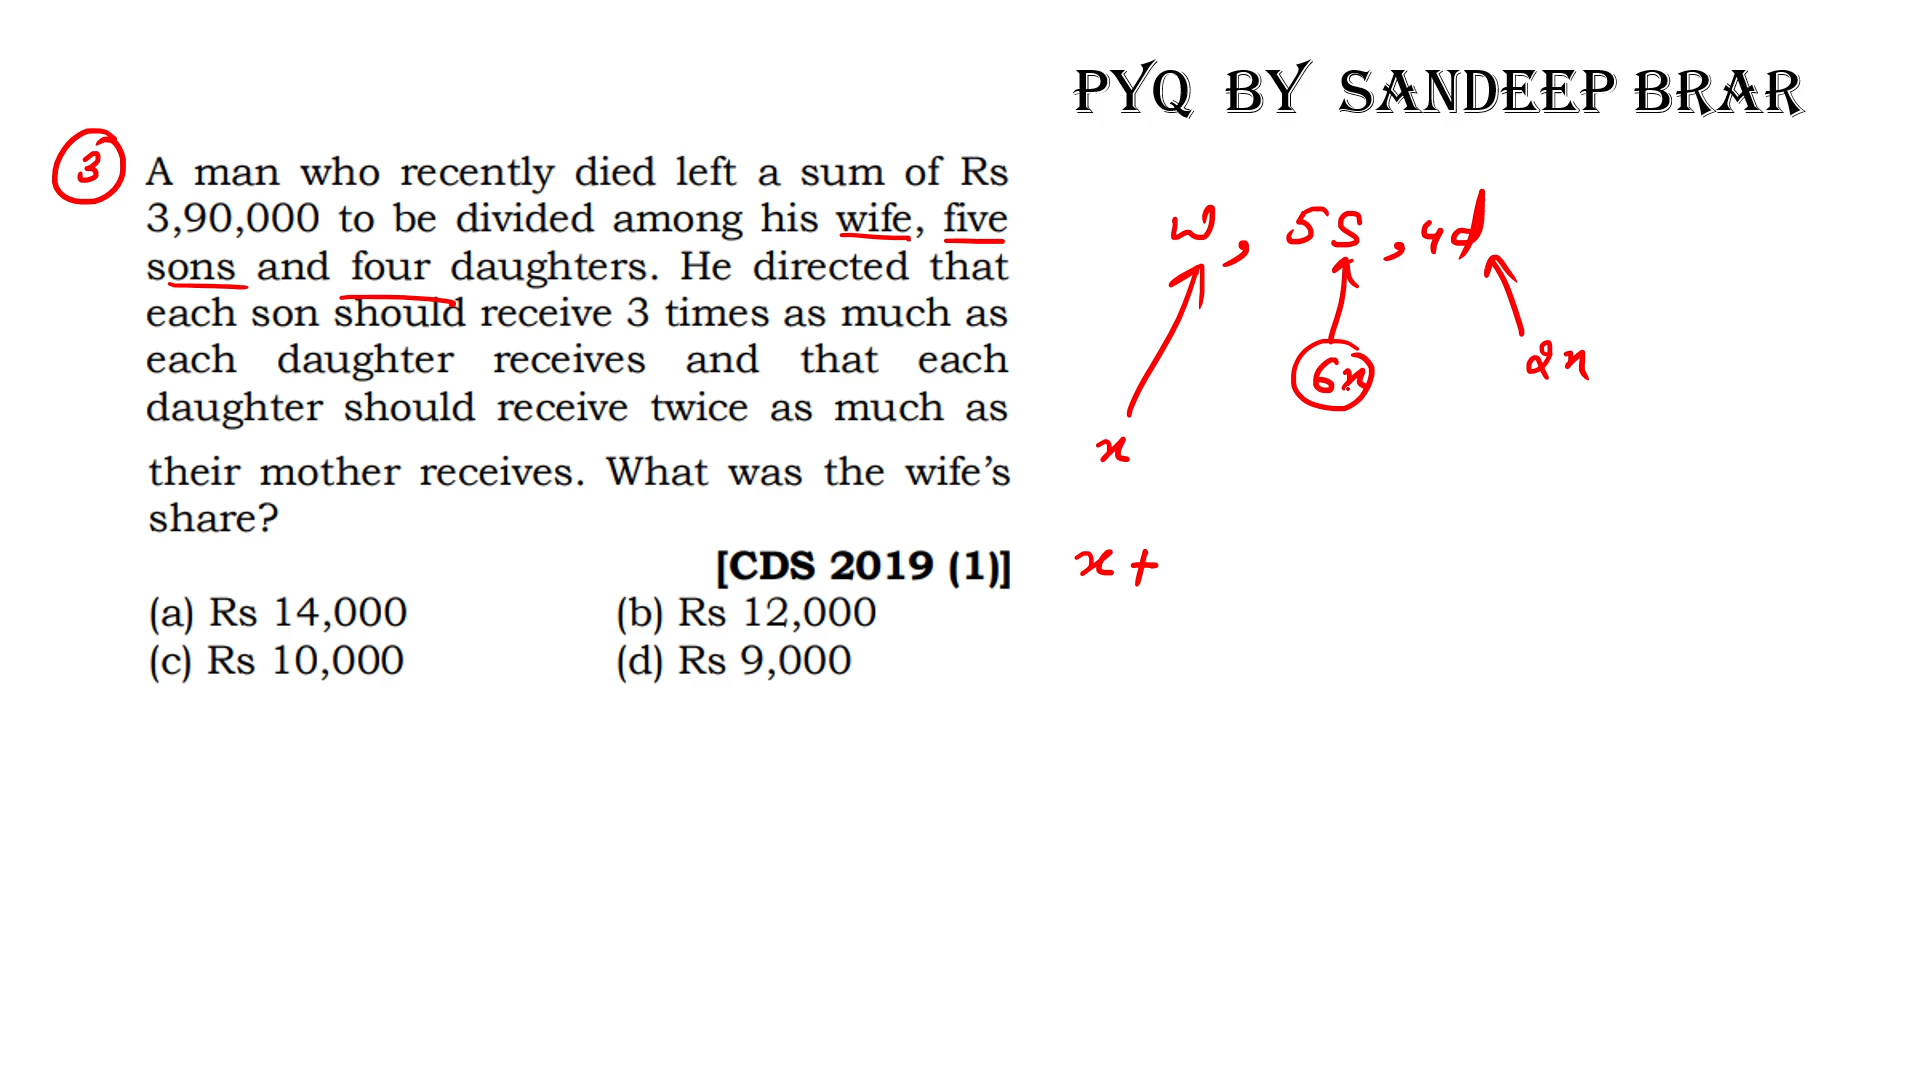 PYQ BY SANDEEP BRAR
3
A man who recently died left a sum of Rs
3,90,000 to be divided among his wife, five
sons and four daughters. He directed that
each son should receive 3 times as much as
each daughter receives and that each
daughter should receive twice as much as
their mother receives. What was the wife's
share?
[CDS 2019 (1)]
(a) Rs 14,000 (b) Rs 12,000
(c) Rs 10,000 (d) Rs 9,000
W, 5S, 4d
6x
2x
x
x +